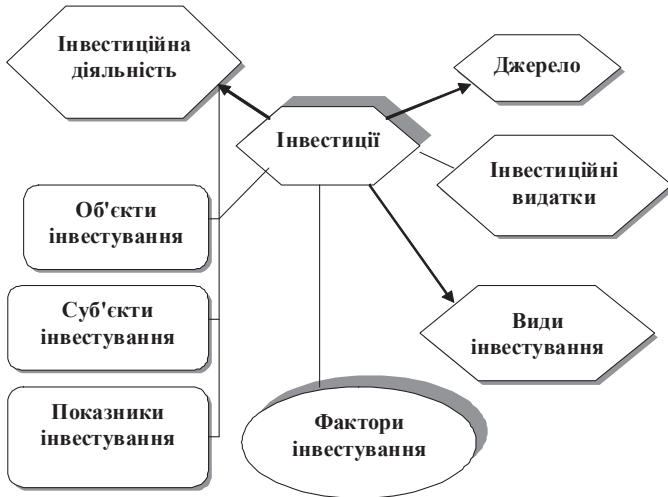 Інвестиційна
діяльність
Джерело
Інвестиції
Інвестиційні
видатки
Об'єкти
інвестування
Суб'єкти
інвестування
Види
інвестування
Показники
інвестування
Фактори
інвестування